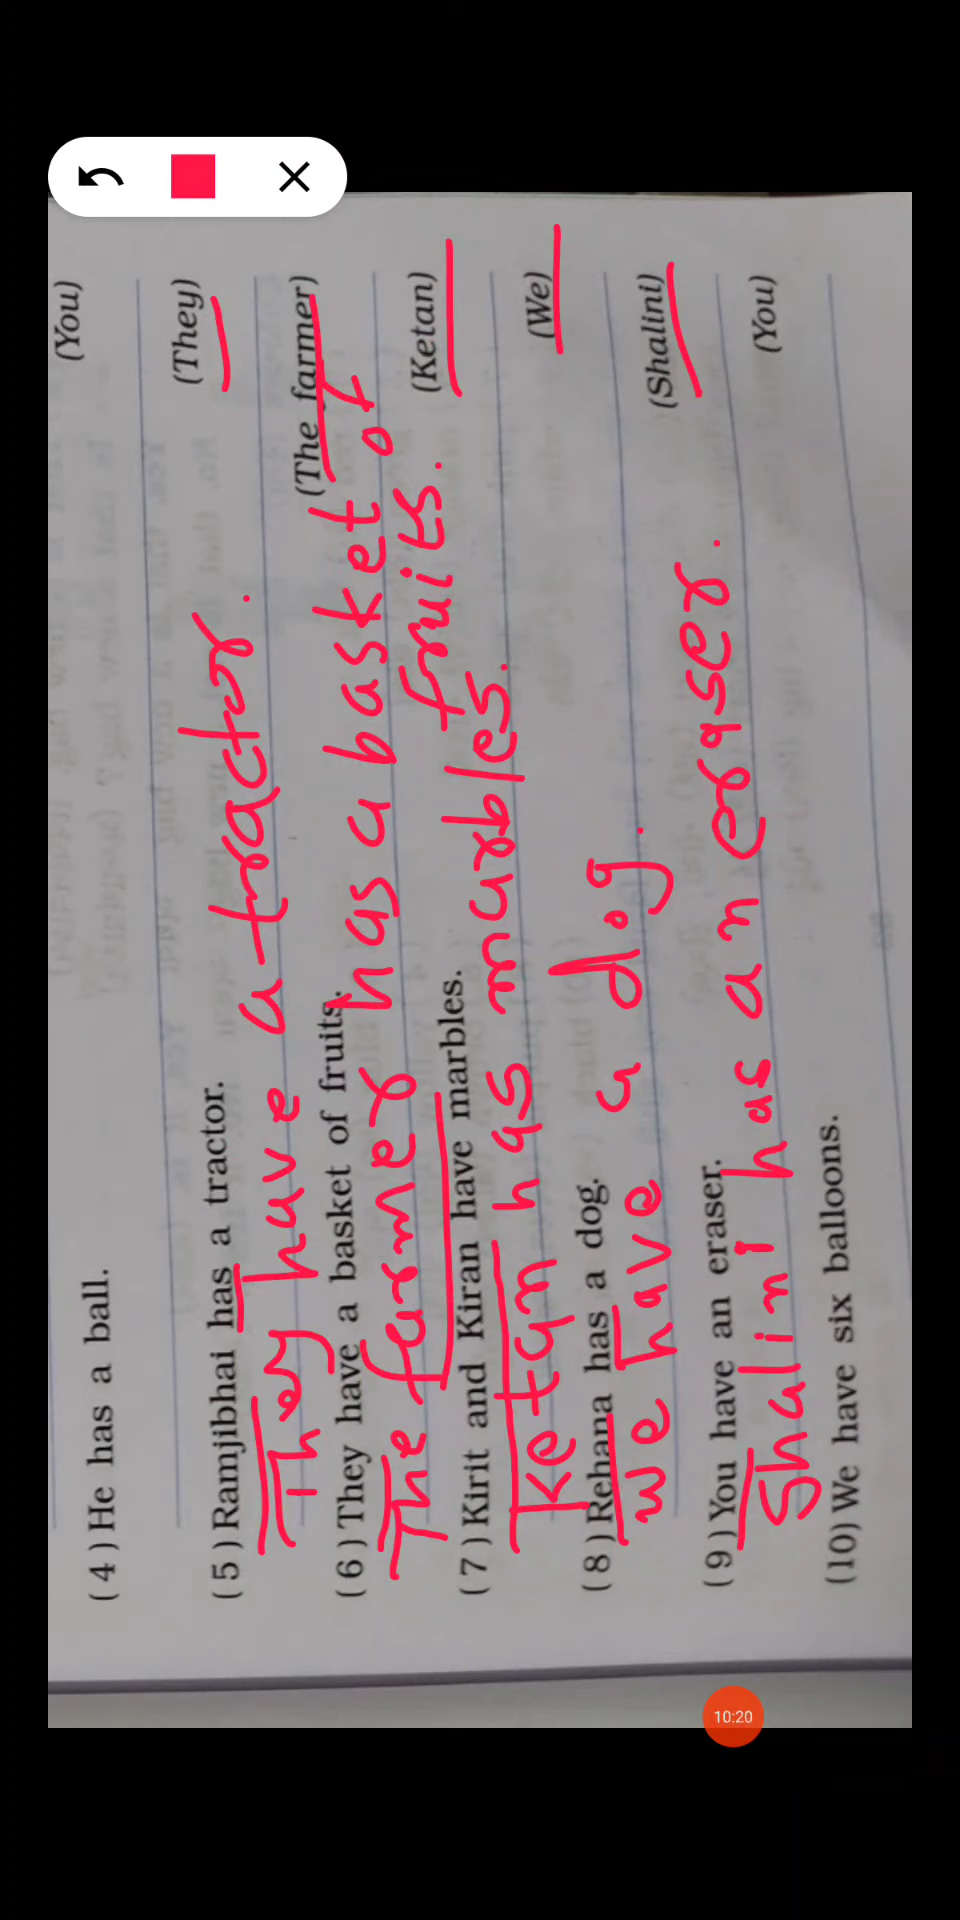 ( 4 ) He has a ball. (You)
( 5 ) Ramjibhai has a tractor. (They)
They have a tractor.
( 6 ) They have a basket of fruits. (The farmer)
The farmer has a basket of
fruits.
( 7 ) Kirit and Kiran have marbles. (Ketan)
Ketan has marbles.
( 8 ) Rehana has a dog. (We)
we have a dog.
( 9 ) You have an eraser. (Shalini)
Shalini has an eraser.
(10) We have six balloons. (You)
10:20